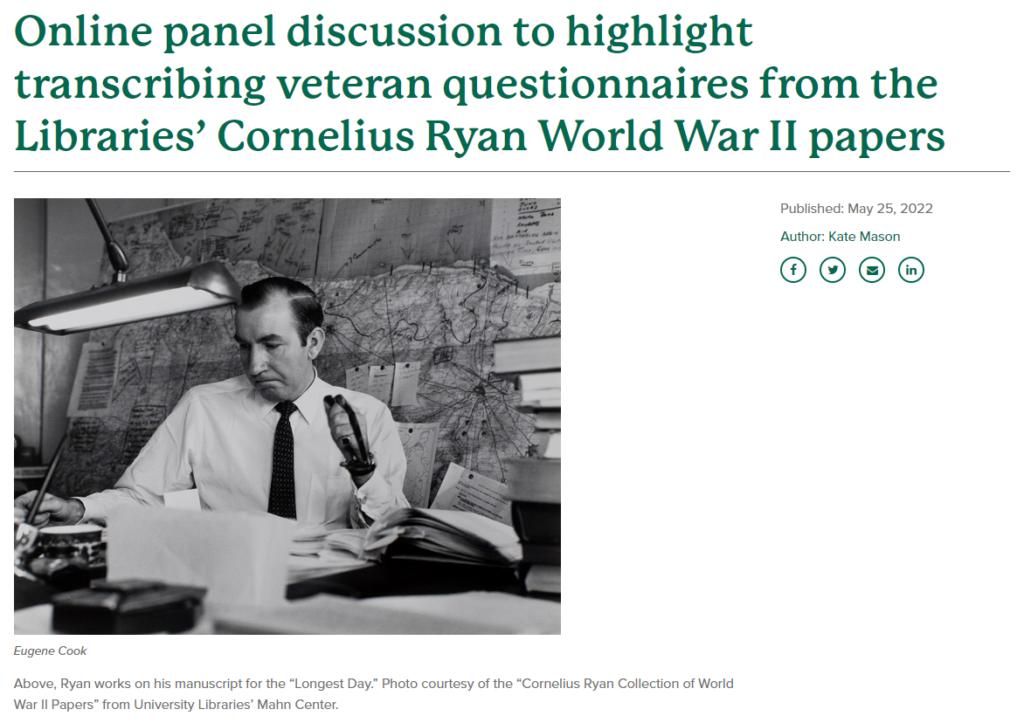 Online panel discussion to highlight
transcribing veteran questionnaires from the
Libraries’ Cornelius Ryan World War II papers
Published: May 25, 2022
Author: Kate Mason
Eugene Cook
Above, Ryan works on his manuscript for the “Longest Day.” Photo courtesy of the “Cornelius Ryan Collection of World
War II Papers” from University Libraries’ Mahn Center.